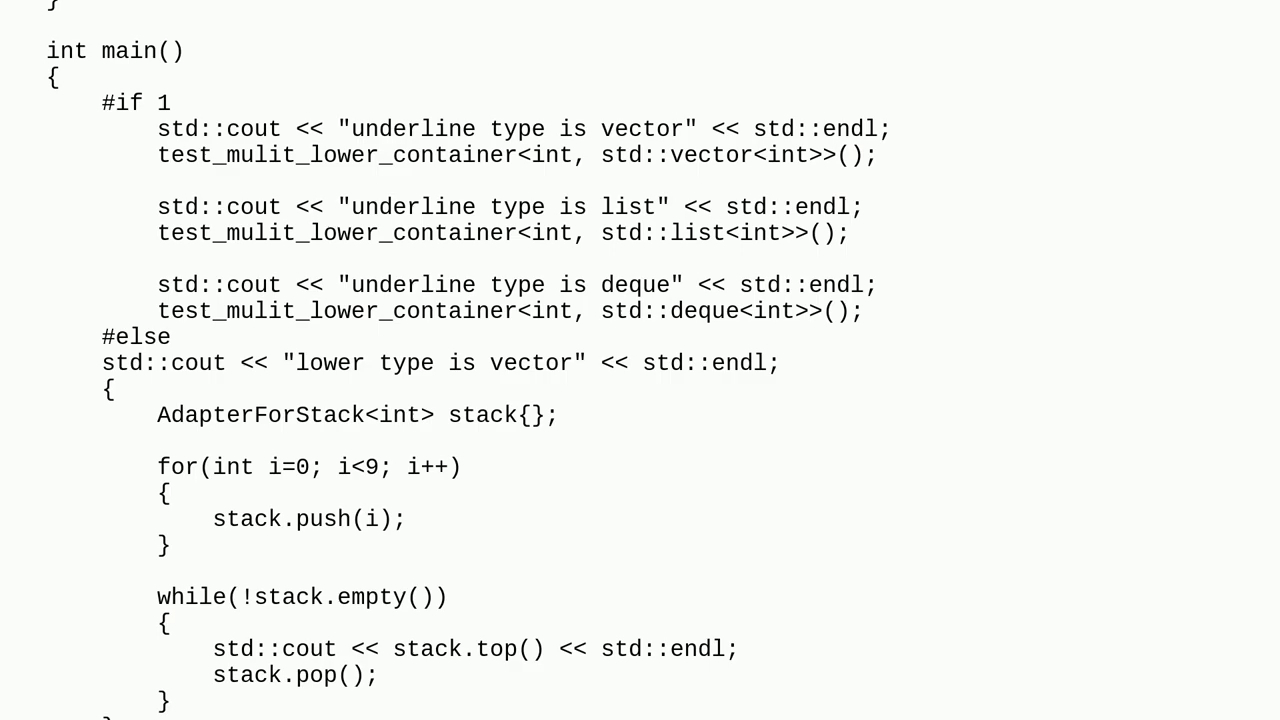 }
int main()
{
    #if 1
        std::cout << "underline type is vector" << std::endl;
        test_mulit_lower_container<int, std::vector<int>>();

        std::cout << "underline type is list" << std::endl;
        test_mulit_lower_container<int, std::list<int>>();

        std::cout << "underline type is deque" << std::endl;
        test_mulit_lower_container<int, std::deque<int>>();
    #else
    std::cout << "lower type is vector" << std::endl;
    {
        AdapterForStack<int> stack{};

        for(int i=0; i<9; i++)
        {
            stack.push(i);
        }

        while(!stack.empty())
        {
            std::cout << stack.top() << std::endl;
            stack.pop();
        }
    }